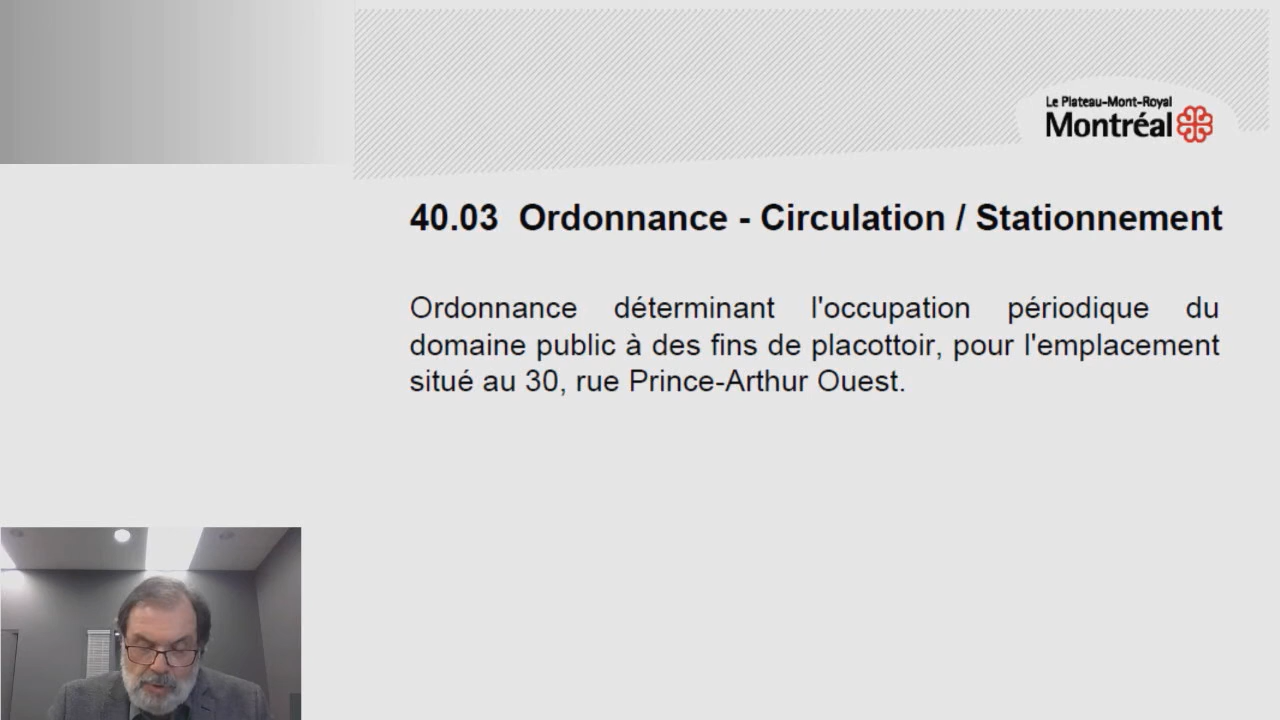 Le Plateau-Mont-Royal
Montréal
40.03 Ordonnance - Circulation / Stationnement
Ordonnance déterminant l'occupation périodique du
domaine public à des fins de placottoir, pour l'emplacement
situé au 30, rue Prince-Arthur Ouest.